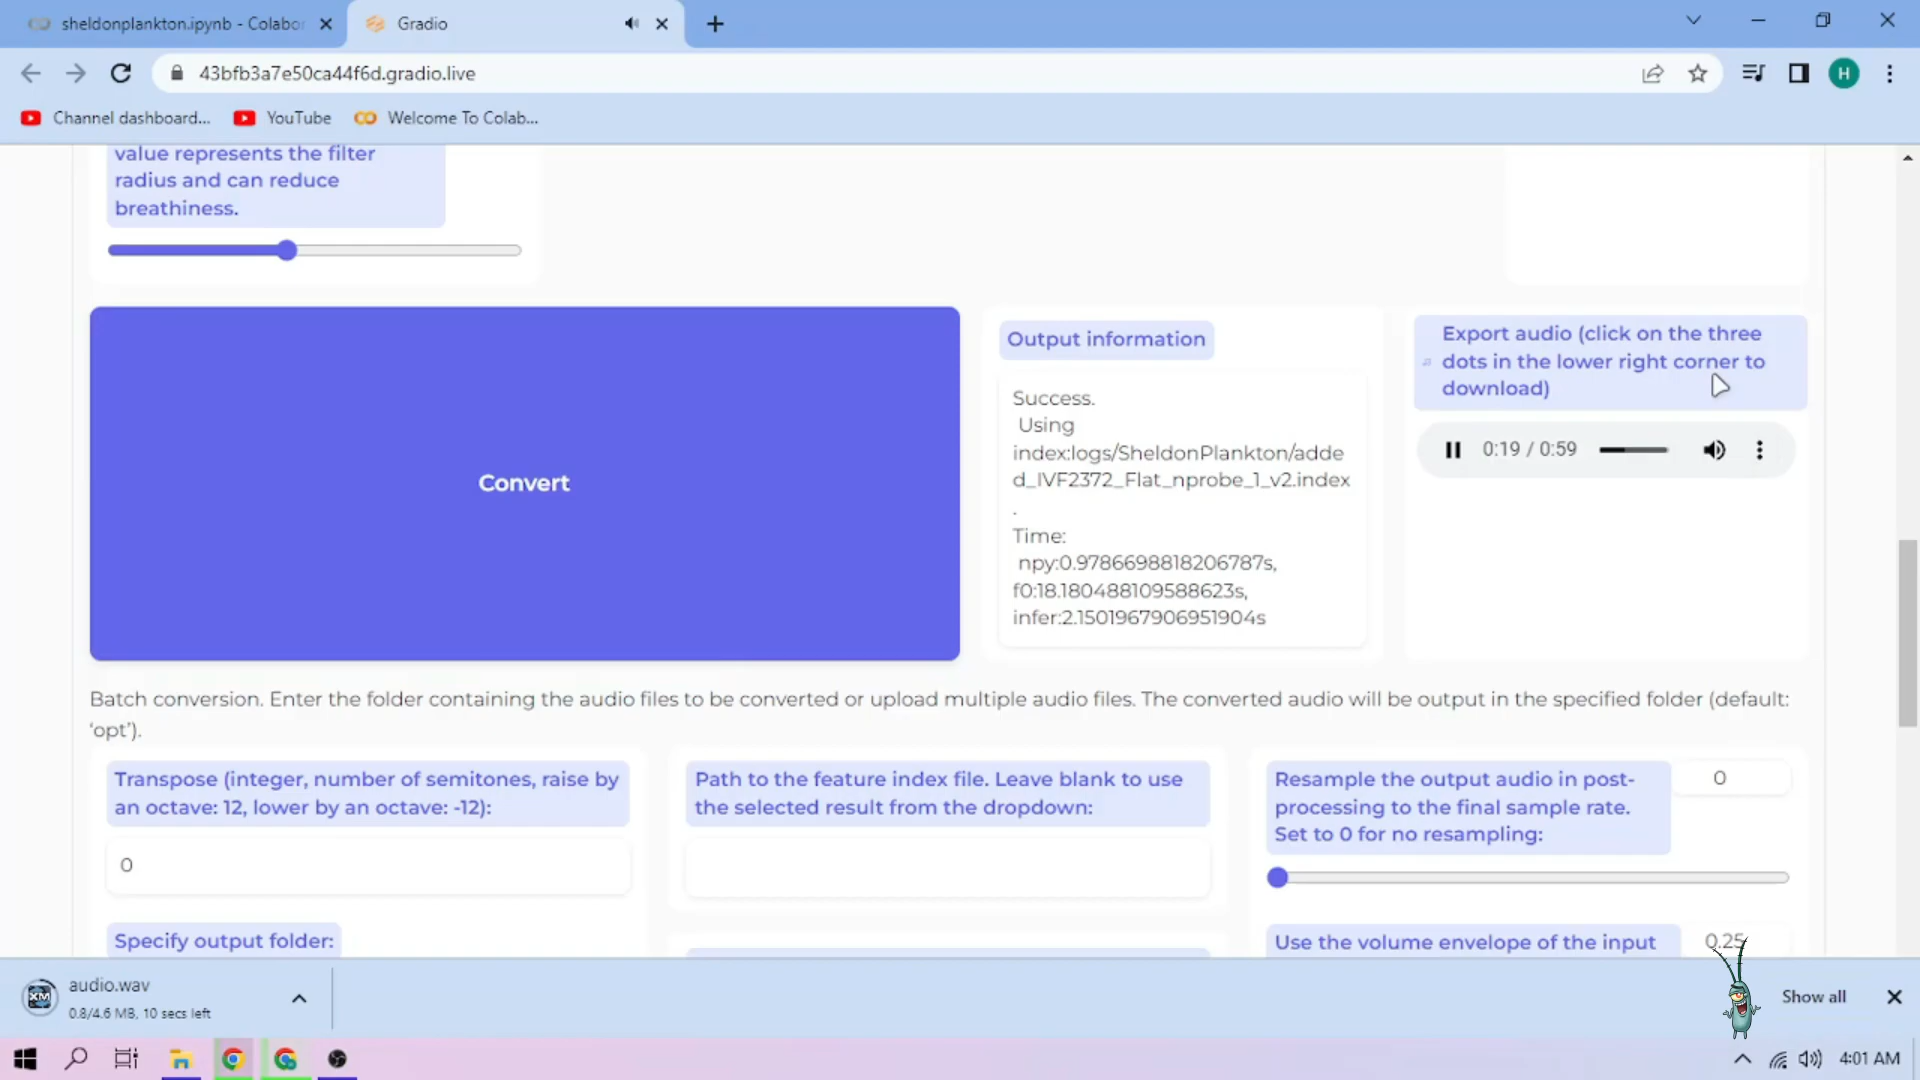 sheldonplankton.ipynb - Colabor
Gradio
43bfb3a7e50ca44f6d.gradio.live
H
Channel dashboard...
YouTube
Welcome To Colab...
value represents the filter
radius and can reduce
breathiness.
Convert
Output information
Success.
Using
index:logs/SheldonPlankton/adde
d_IVF2372_Flat_nprobe_1_v2.index
.
Time:
npy:0.9786698818206787s,
f0:18.180488109588623s,
infer:2.1501967906951904s
Export audio (click on the three
dots in the lower right corner to
download)
0:19 / 0:59
Batch conversion. Enter the folder containing the audio files to be converted or upload multiple audio files. The converted audio will be output in the specified folder (default:
'opt').
Transpose (integer, number of semitones, raise by
an octave: 12, lower by an octave: -12):
0
Specify output folder:
Path to the feature index file. Leave blank to use
the selected result from the dropdown:
Resample the output audio in post-
processing to the final sample rate.
Set to 0 for no resampling:
0
Use the volume envelope of the input
0.25
XM
audio.wav
0.8/4.6 MB, 10 secs left
Show all
4:01 AM